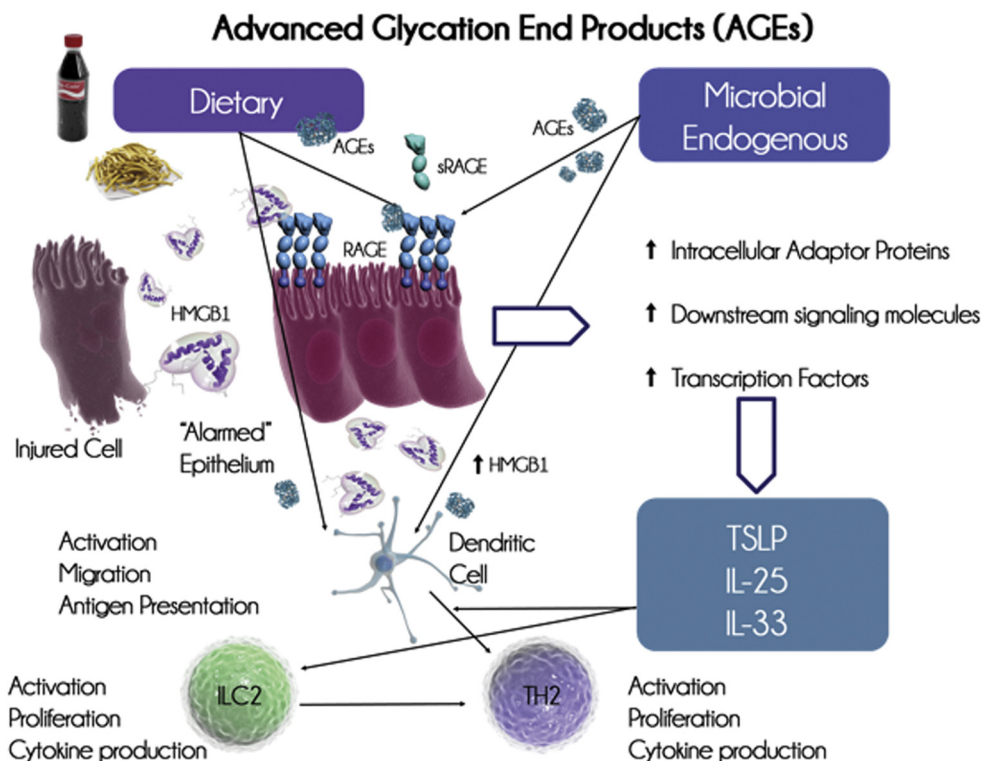 Advanced Glycation End Products (AGEs)
Dietary
Microbial
Endogenous
AGEs
AGEs
sRAGE
RAGE
HMGB1
↑ Intracellular Adaptor Proteins
↑ Downstream signaling molecules
↑ Transcription Factors
Injured Cell
"Alarmed"
Epithelium
↑ HMGB1
Activation
Migration
Antigen Presentation
Dendritic
Cell
TSLP
IL-25
IL-33
Activation
Proliferation
Cytokine production
ILC2
TH2
Activation
Proliferation
Cytokine production